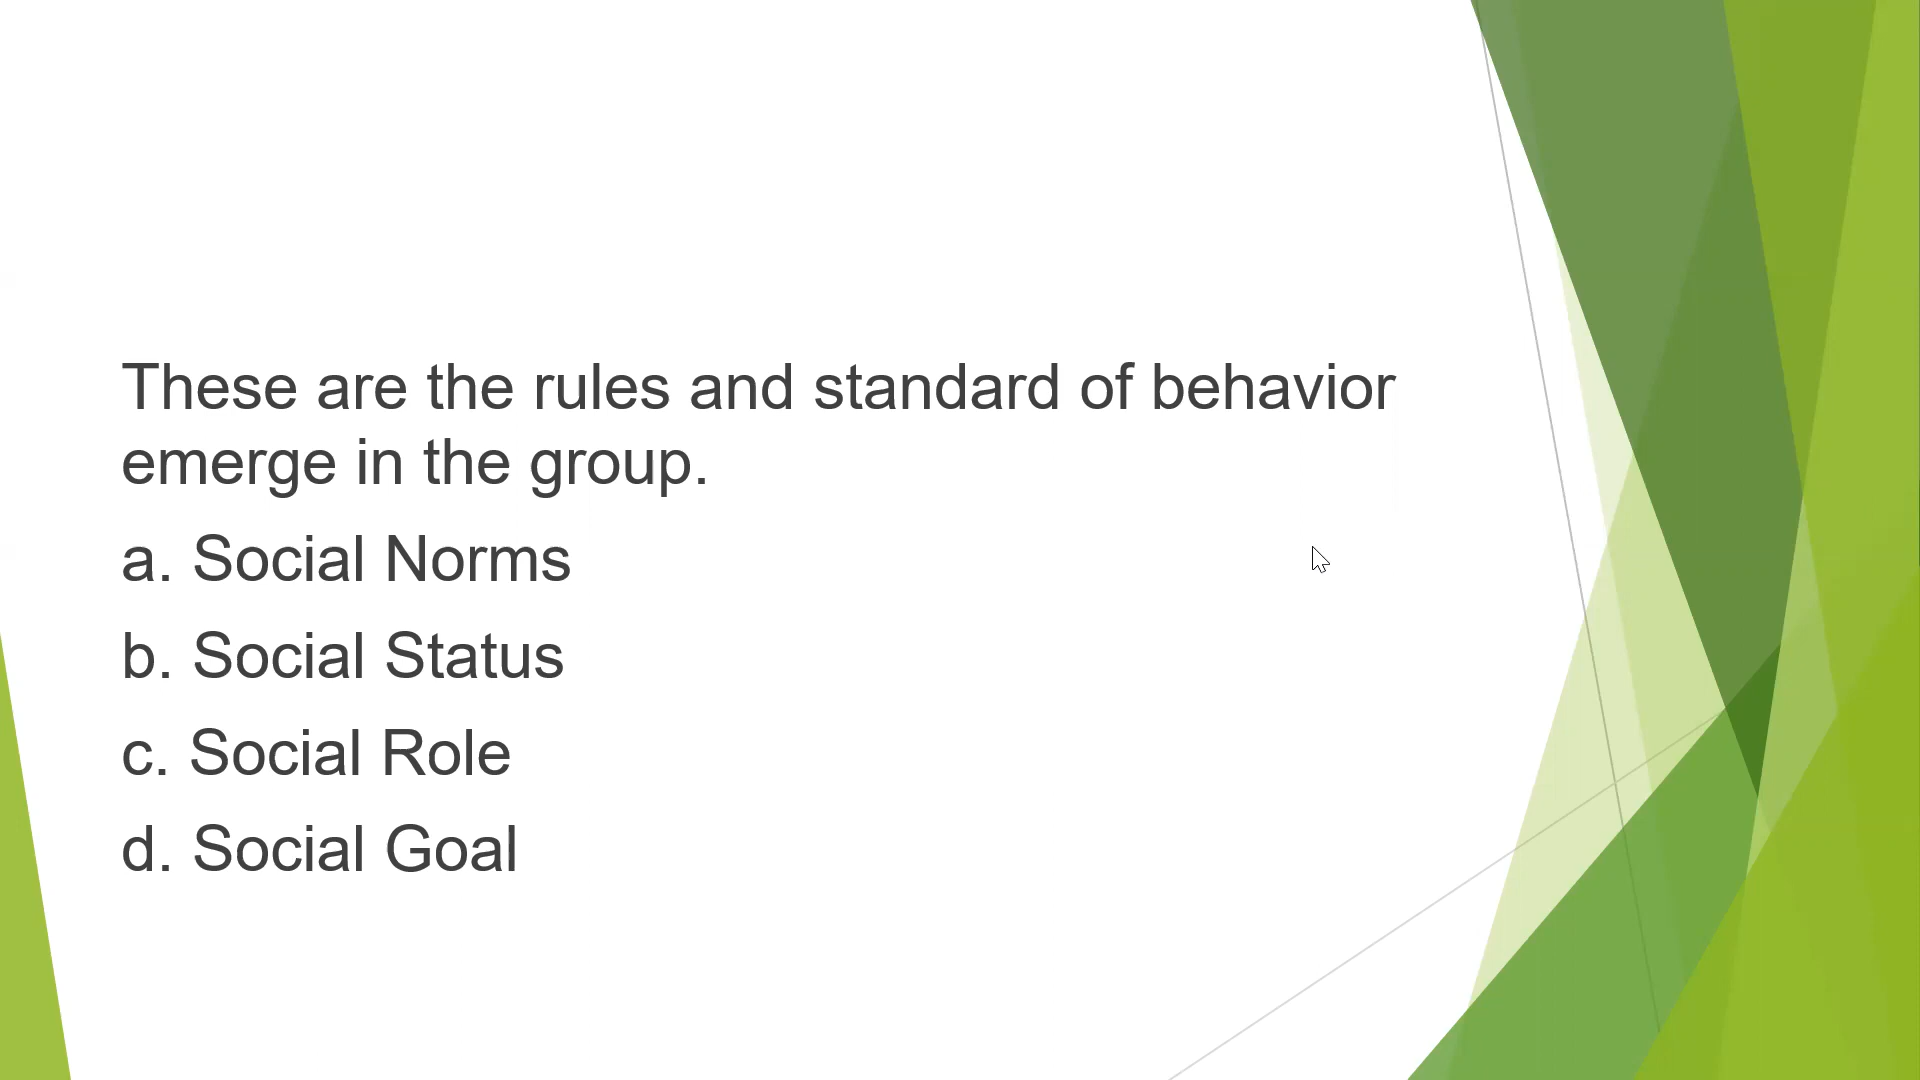 These are the rules and standard of behavior
emerge in the group.
a. Social Norms
b. Social Status
c. Social Role
d. Social Goal